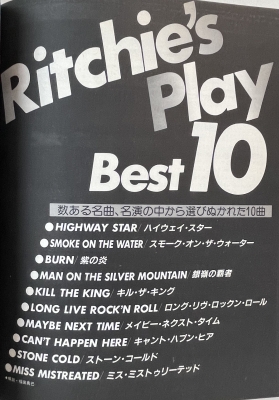 Ritchie's
Play
Best 10
数ある名曲、名演の中から選びぬかれた10曲
●HIGHWAY STAR/ハイウェイ・スター
●SMOKE ON THE WATER/スモーク・オン・ザ・ウォーター
●BURN/紫の炎
●MAN ON THE SILVER MOUNTAIN/銀嶺の覇者
●KILL THE KING/キル・ザ・キング
●LONG LIVE ROCK'N ROLL/ロング・リヴ・ロックン・ロール
●MAYBE NEXT TIME/メイビー・ネクスト・タイム
●CAN'T HAPPEN HERE/キャント・ハプン・ヒア
●STONE COLD/ストーン・コールド
●MISS MISTREATED/ミス・ミストゥリーテッド